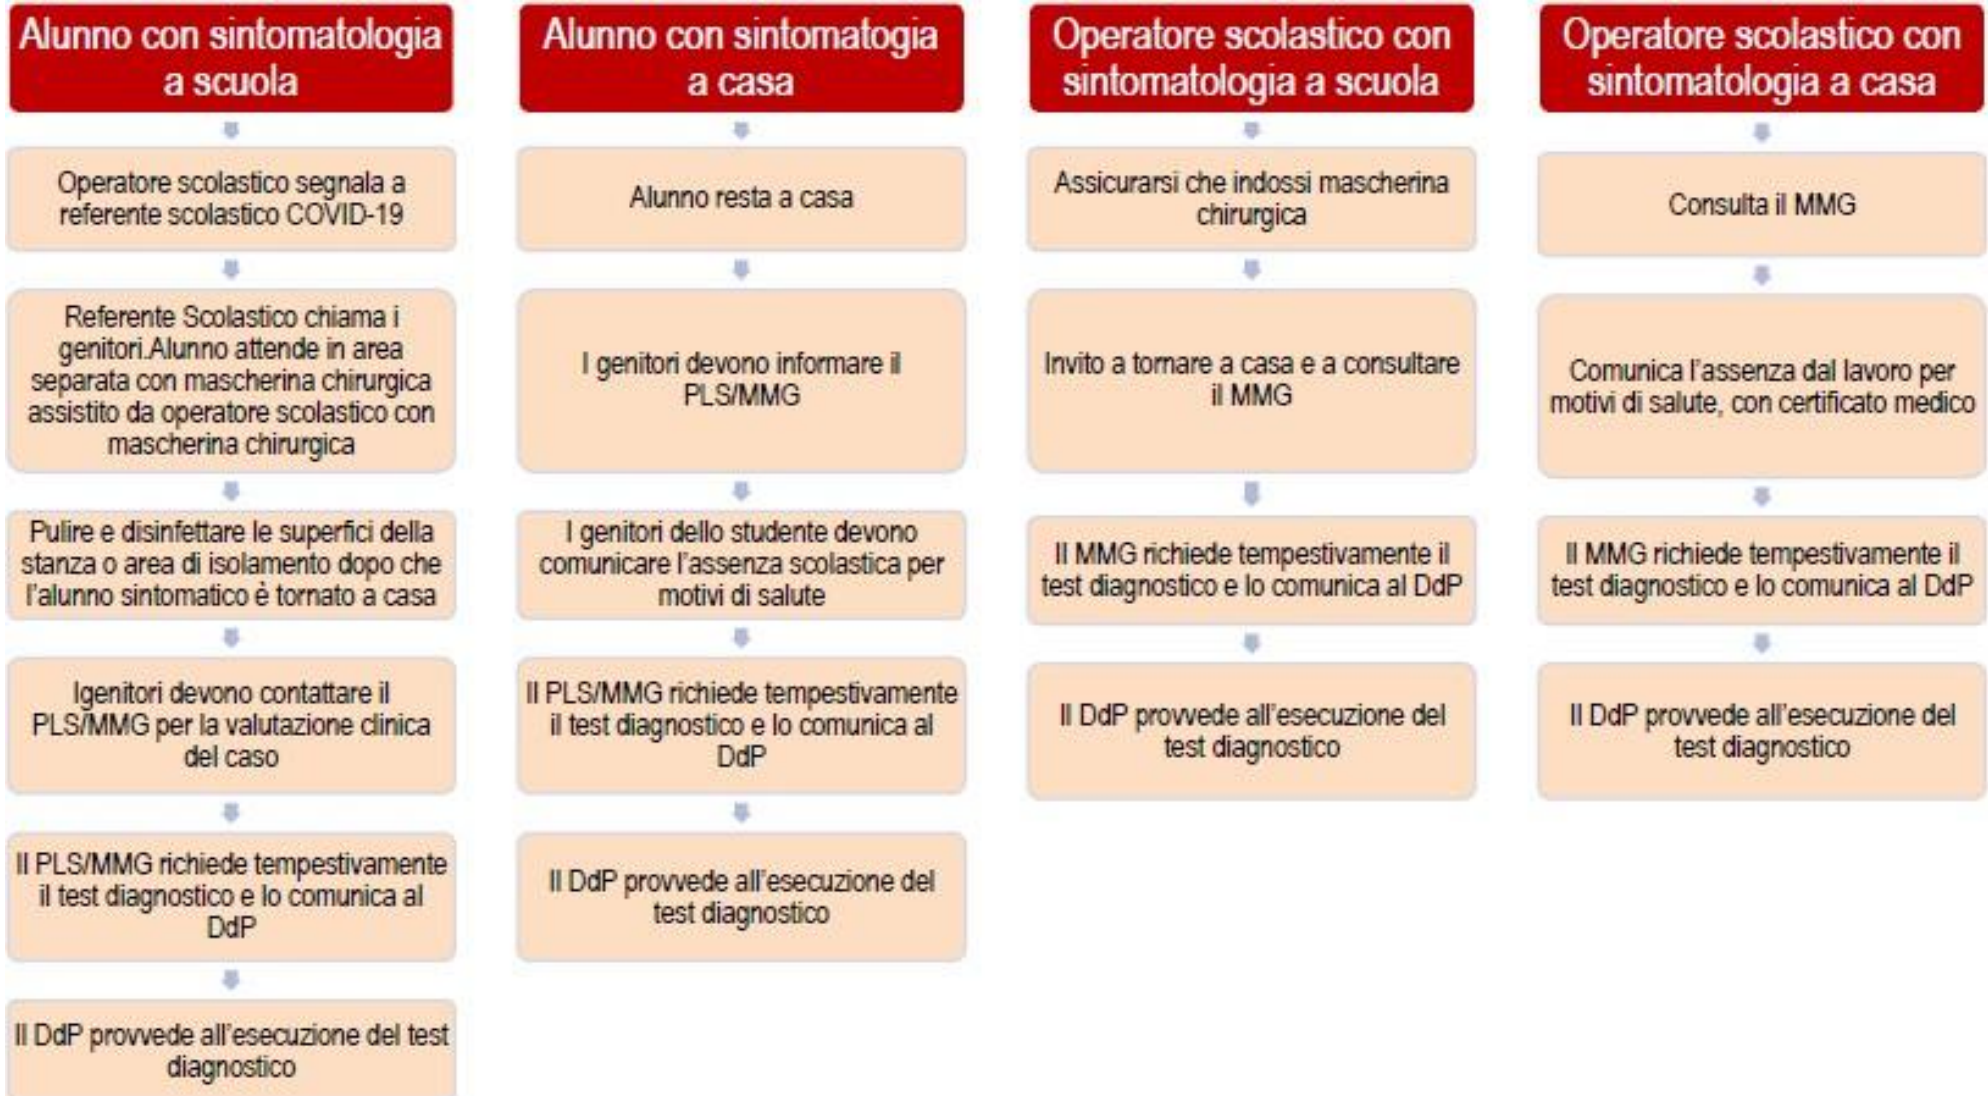 Alunno con sintomatologia
a scuola
Operatore scolastico segnala a
referente scolastico COVID-19
Referente Scolastico chiama i
genitori.Alunno attende in area
separata con mascherina chirurgica
assistito da operatore scolastico con
mascherina chirurgica
Pulire e disinfettare le superfici della
stanza o area di isolamento dopo che
l'alunno sintomatico è tornato a casa
Igenitori devono contattare il
PLS/MMG per la valutazione clinica
del caso
Il PLS/MMG richiede tempestivamente
il test diagnostico e lo comunica al
DdP
Il DdP provvede all'esecuzione del test
diagnostico
Alunno con sintomatogia
a casa
Alunno resta a casa
I genitori devono informare il
PLS/MMG
I genitori dello studente devono
comunicare l'assenza scolastica per
motivi di salute
Il PLS/MMG richiede tempestivamente
il test diagnostico e lo comunica al
DdP
Il DdP provvede all'esecuzione del
test diagnostico
Operatore scolastico con
sintomatologia a scuola
Assicurarsi che indossi mascherina
chirurgica
Invito a tornare a casa e a consultare
il MMG
Il MMG richiede tempestivamente il
test diagnostico e lo comunica al DdP
Il DdP provvede all'esecuzione del
test diagnostico
Operatore scolastico con
sintomatologia a casa
Consulta il MMG
Comunica l'assenza dal lavoro per
motivi di salute, con certificato medico
Il MMG richiede tempestivamente il
test diagnostico e lo comunica al DdP
Il DdP provvede all'esecuzione del
test diagnostico